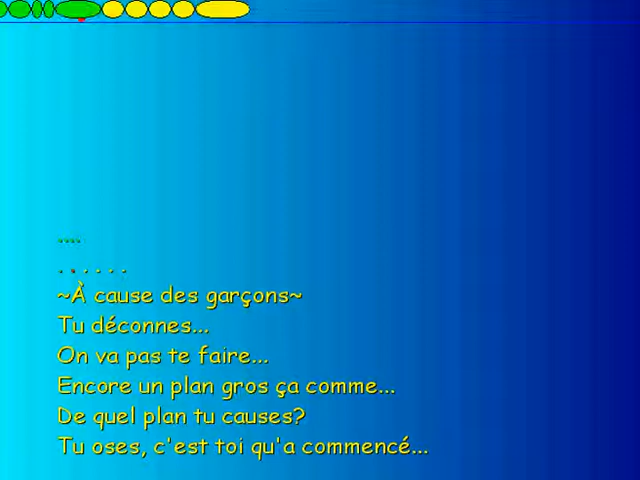 ....
. . . . . .
~À cause des garçons~
Tu déconnes...
On va pas te faire...
Encore un plan gros ça comme...
De quel plan tu causes?
Tu oses, c'est toi qu'a commencé...